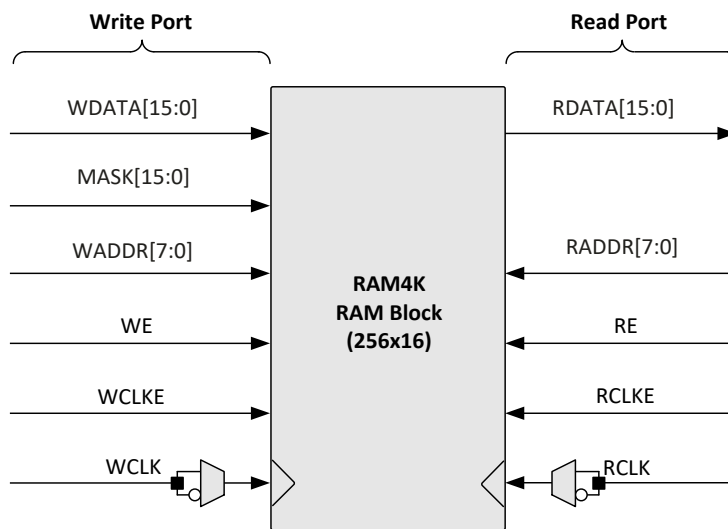 Write Port
Read Port
WDATA[15:0]
RDATA[15:0]
MASK[15:0]
WADDR[7:0]
RADDR[7:0]
RAM4K
RAM Block
(256x16)
WE
RE
WCLKE
RCLKE
WCLK
RCLK